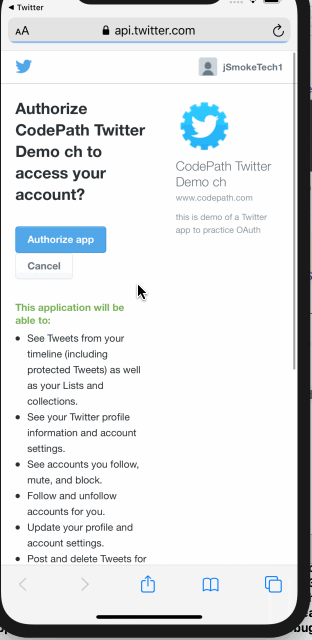 Twitter
AA api.twitter.com
jSmokeTech1
Authorize
CodePath Twitter
Demo ch to
access your
account?
Authorize app
Cancel
CodePath Twitter
Demo ch
www.codepath.com
this is demo of a Twitter
app to practice OAuth
This application will be
able to:
See Tweets from your
timeline (including
protected Tweets) as well
as your Lists and
collections.
See your Twitter profile
information and account
settings.
See accounts you follow,
mute, and block.
Follow and unfollow
accounts for you.
Update your profile and
account settings.
Post and delete Tweets for